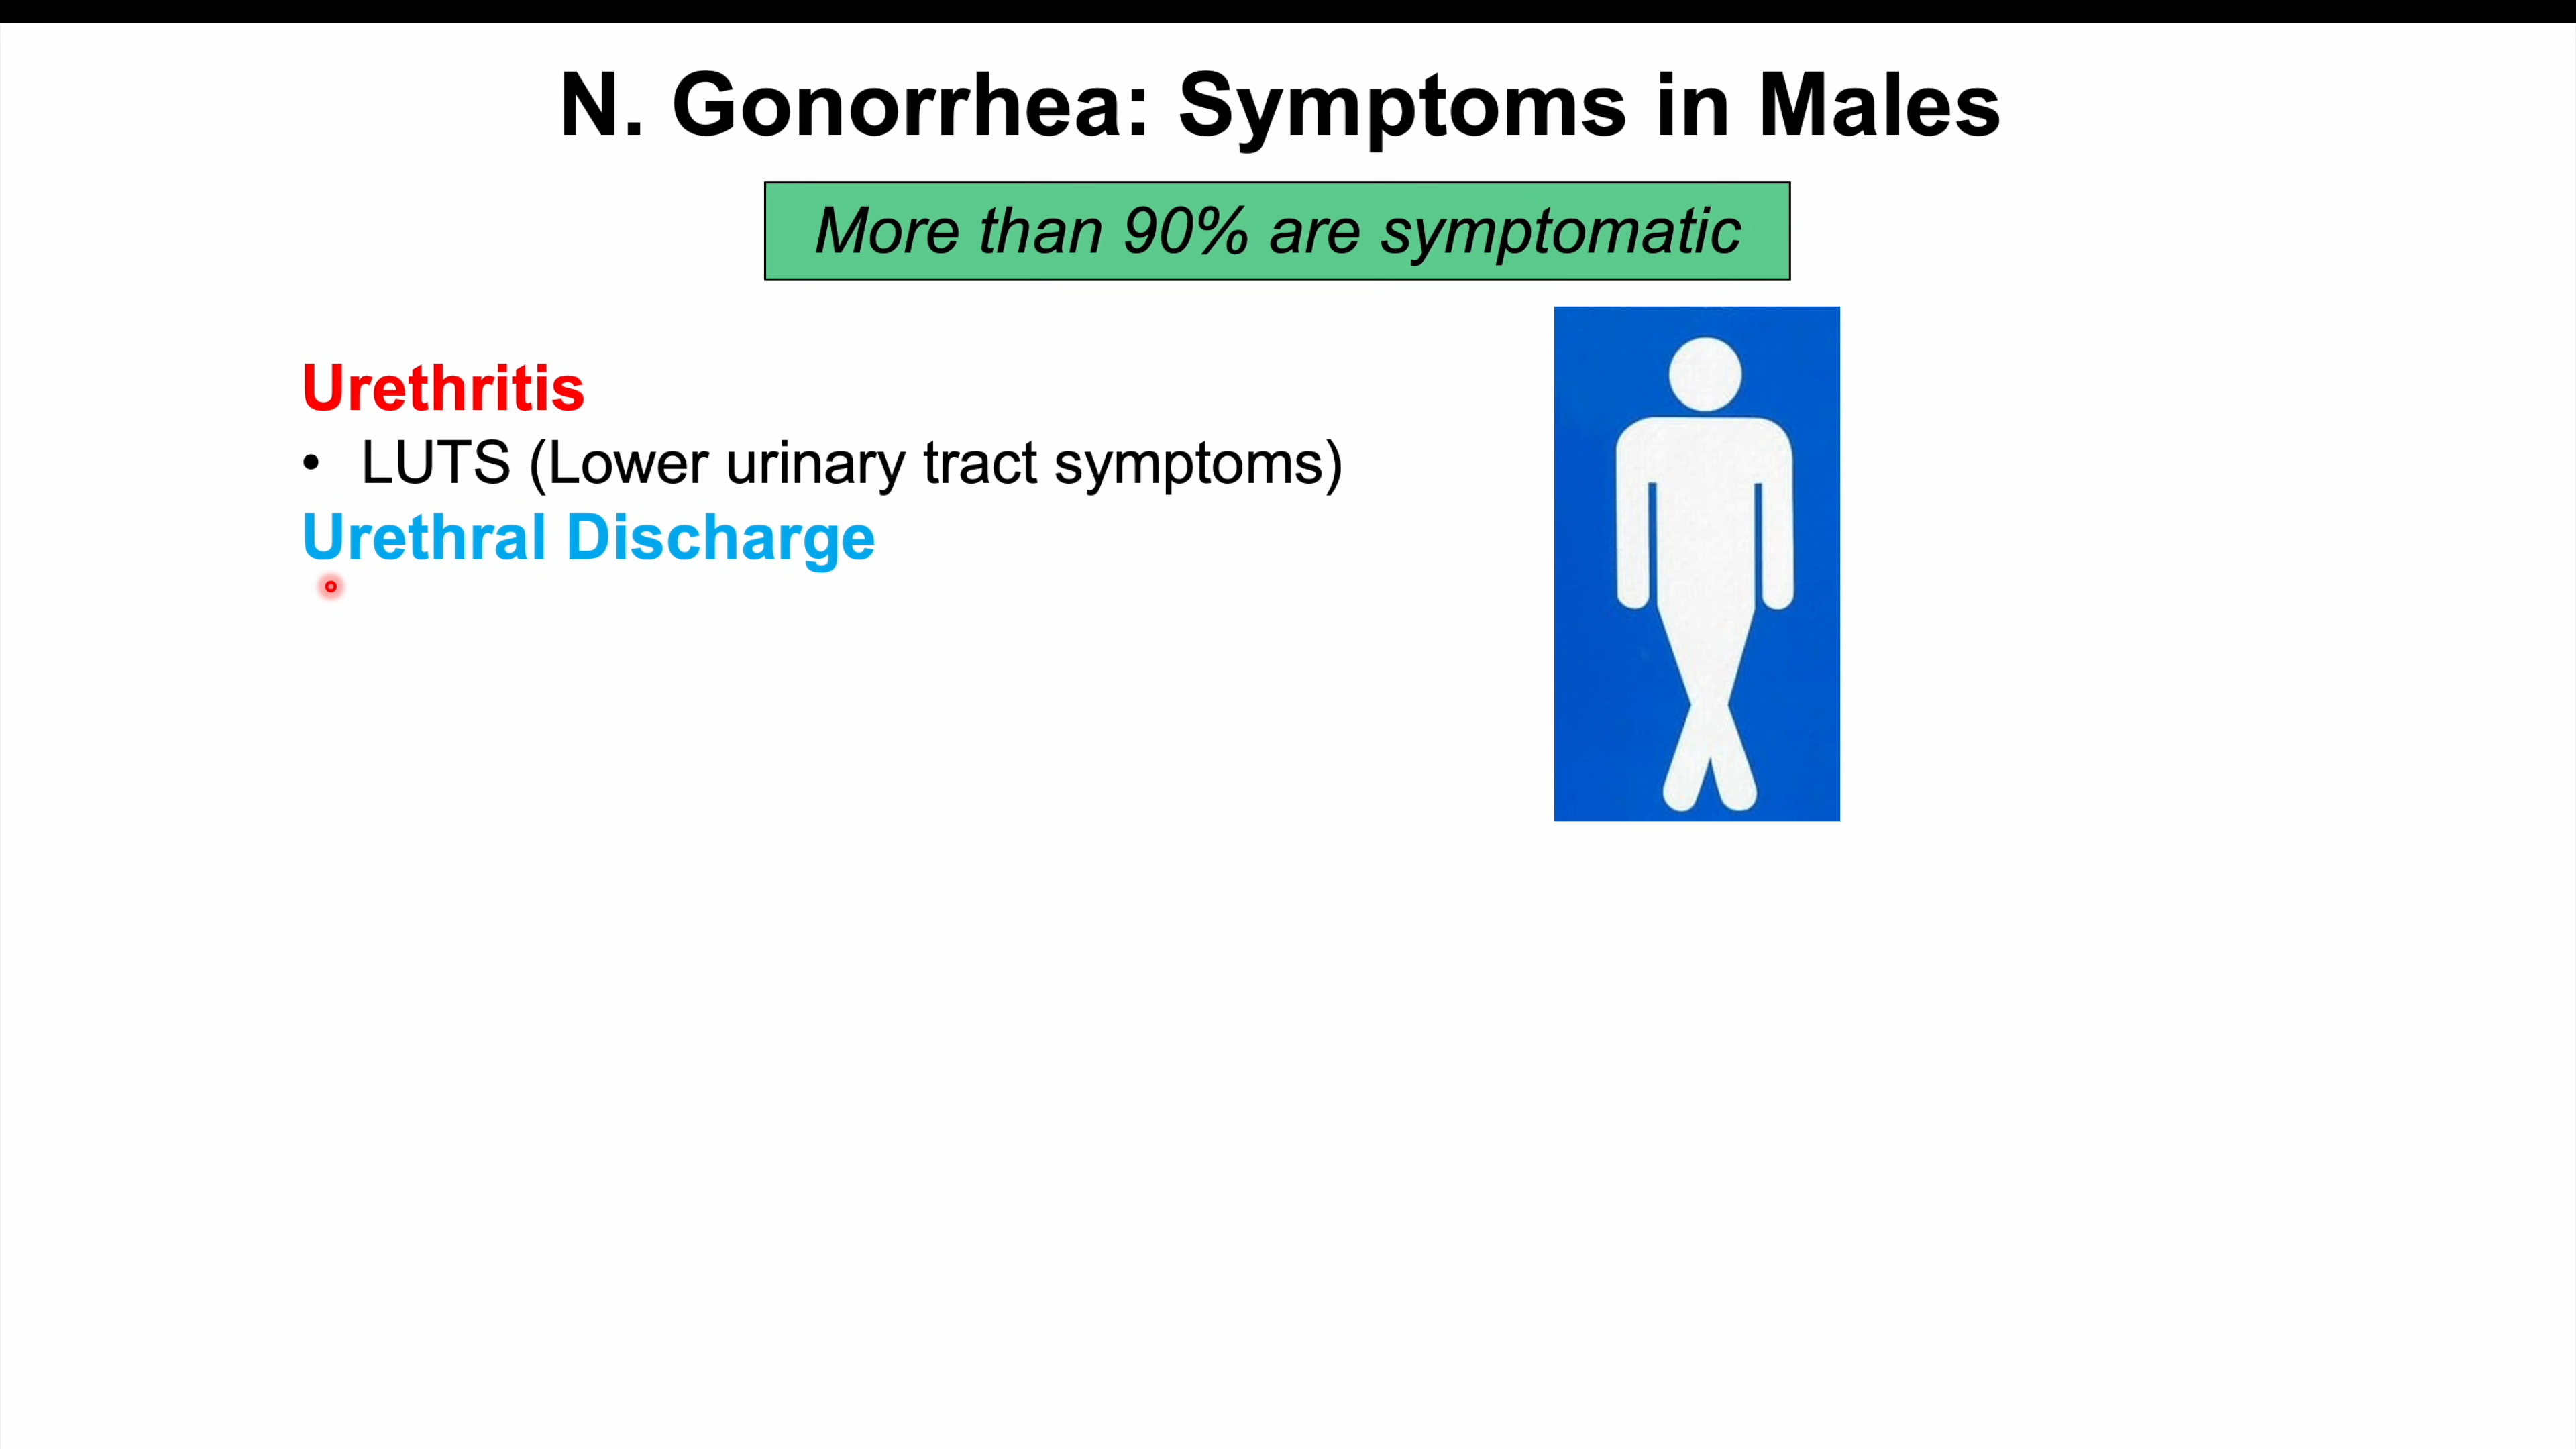 N. Gonorrhea: Symptoms in Males
More than 90% are symptomatic
Urethritis
• LUTS (Lower urinary tract symptoms)
Urethral Discharge